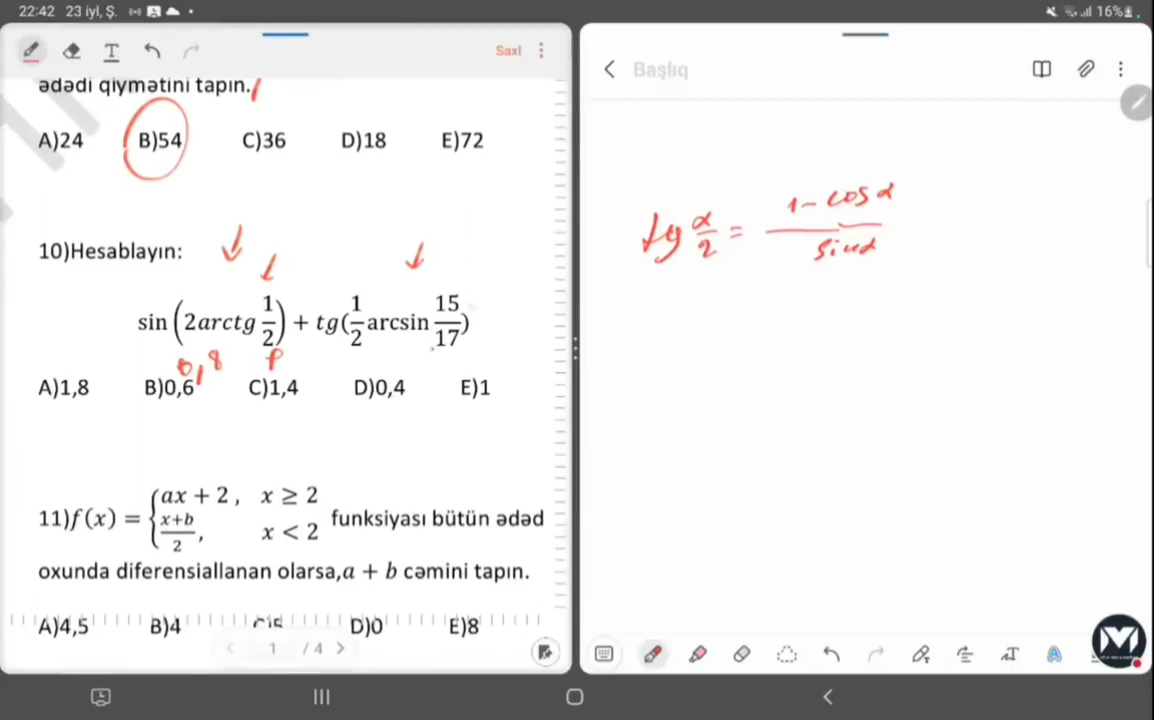 22:42 23 iyl, Ş. 16%
Saxl
ədədi qiymətini tapın.
A)24 B)54 C)36 D)18 E)72
10)Hesablayın:
sin(2arctg 1/2) + tg(1/2 arcsin 15/17)
0,8
A)1,8 B)0,6 C)1,4 D)0,4 E)1
11)f(x) = { ax + 2, x ≥ 2
x+b/2, x < 2 funksiyası bütün ədəd
oxunda diferensiallanan olarsa,a + b cəmini tapın.
A)4,5 B)4 D)0 E)8
1 / 4
Başlıq
tg α/2 = 1 - cos α / sin α